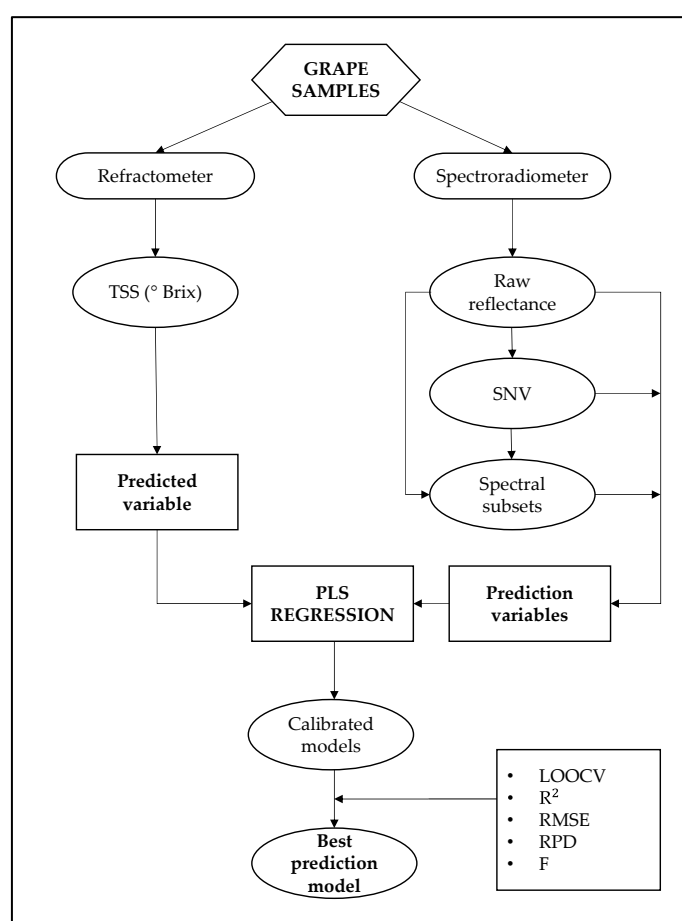 GRAPE
SAMPLES
Refractometer
Spectroradiometer
TSS (° Brix)
Raw
reflectance
SNV
Spectral
subsets
Predicted
variable
PLS
REGRESSION
Prediction
variables
Calibrated
models
• LOOCV
• R²
• RMSE
• RPD
• F
Best
prediction
model